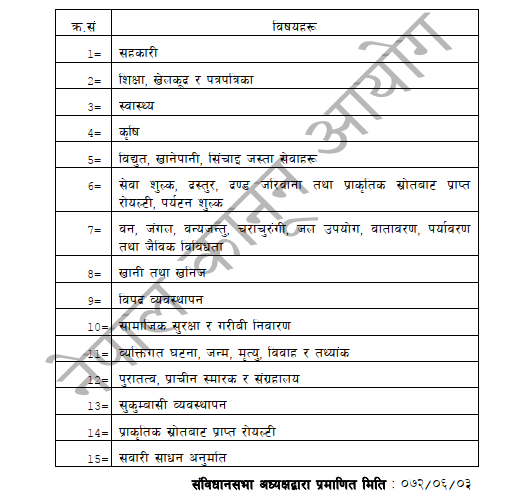 क्र.सं विषयहरू
1= सहकारी
2= शिक्षा, खेलकूद र पत्रपत्रिका
3= स्वास्थ्य
4= कृषि
5= विद्युत, खानेपानी, सिंचाइ जस्ता सेवाहरू
6= सेवा शुल्क, दस्तुर, दण्ड जरिवाना तथा प्राकृतिक स्रोतबाट प्राप्त
रोयल्टी, पर्यटन शुल्क
7= वन, जंगल, वन्यजन्तु, चराचुरुंगी, जल उपयोग, वातावरण, पर्यावरण
तथा जैविक विविधता
8= खानी तथा खनिज
9= विपद व्यवस्थापन
10= सामाजिक सुरक्षा र गरीबी निवारण
11= व्यक्तिगत घटना, जन्म, मृत्यु, विवाह र तथ्यांक
12= पुरातत्व, प्राचीन स्मारक र संग्रहालय
13= सुकुम्बासी व्यवस्थापन
14= प्राकृतिक स्रोतबाट प्राप्त रोयल्टी
15= सवारी साधन अनुमति
संविधानसभा अध्यक्षद्वारा प्रमाणित मिति : ०७२/०६/०३
नेपाल कानून आयोग